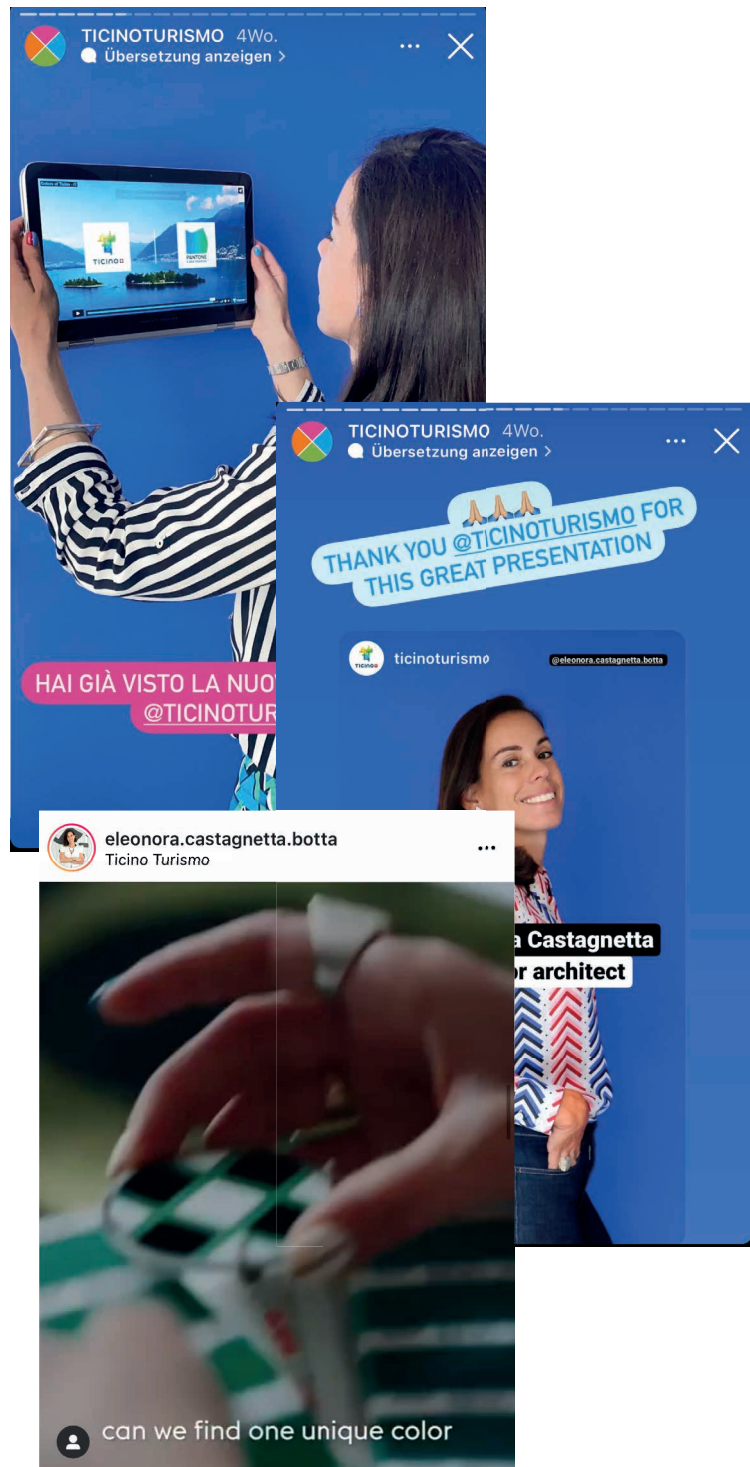 TICINOTURISMO 4Wo.
Übersetzung anzeigen >
TICINO
PANTONE
HAI GIÀ VISTO LA NUO
@TICINOTUR
TICINOTURISMO 4Wo.
Übersetzung anzeigen >
THANK YOU @TICINOTURISMO FOR
THIS GREAT PRESENTATION
TICINO
ticinoturismo
@eleonora.castagnetta.botta
a Castagnetta
or architect
eleonora.castagnetta.botta
Ticino Turismo
can we find one unique color